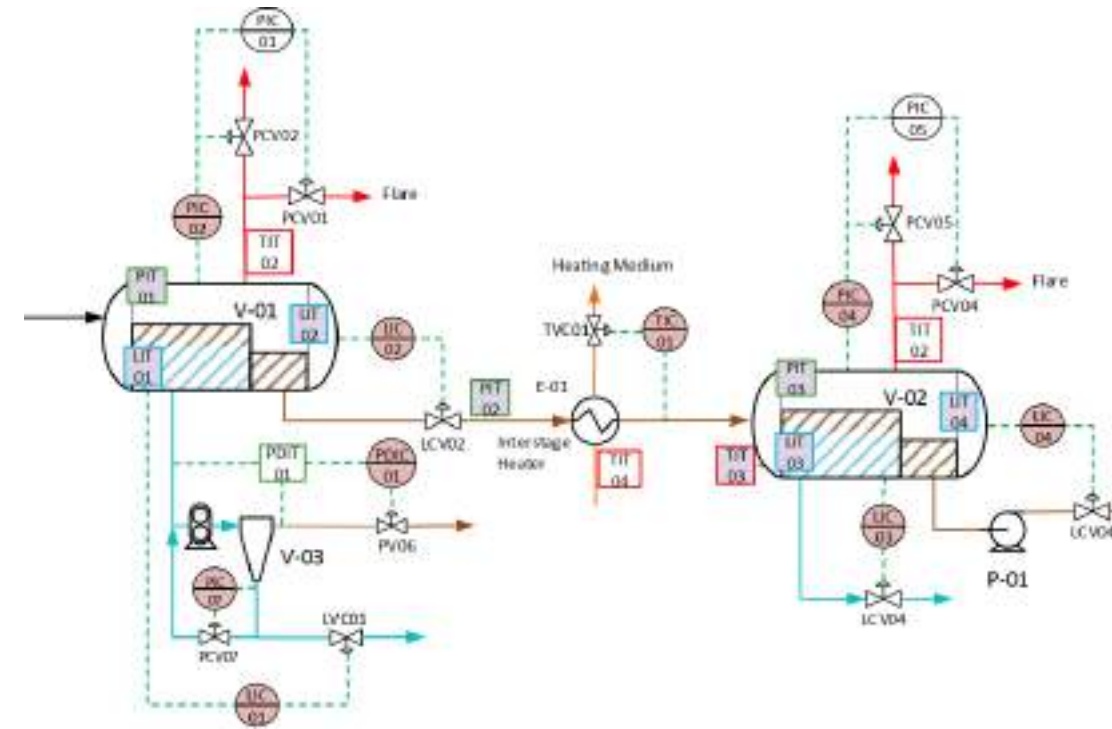 PIC
01
PCV02
PIC
02
Flare
PCV01
TIT
02
PIT
01
V-01
LIT
02
LIT
01
LIC
02
LCV02
PIT
02
Heating Medium
TVC01
TIC
01
E-01
Interstage
Heater
TIT
04
PIC
05
PCV05
PIC
04
Flare
PCV04
TIT
02
PIT
03
V-02
LIT
04
LIT
03
TIT
03
LIC
04
LIC
03
LCV04
P-01
LCV04
PDIT
01
PDIC
01
PV06
V-03
PIC
PCV07
LVC01
LIC
01